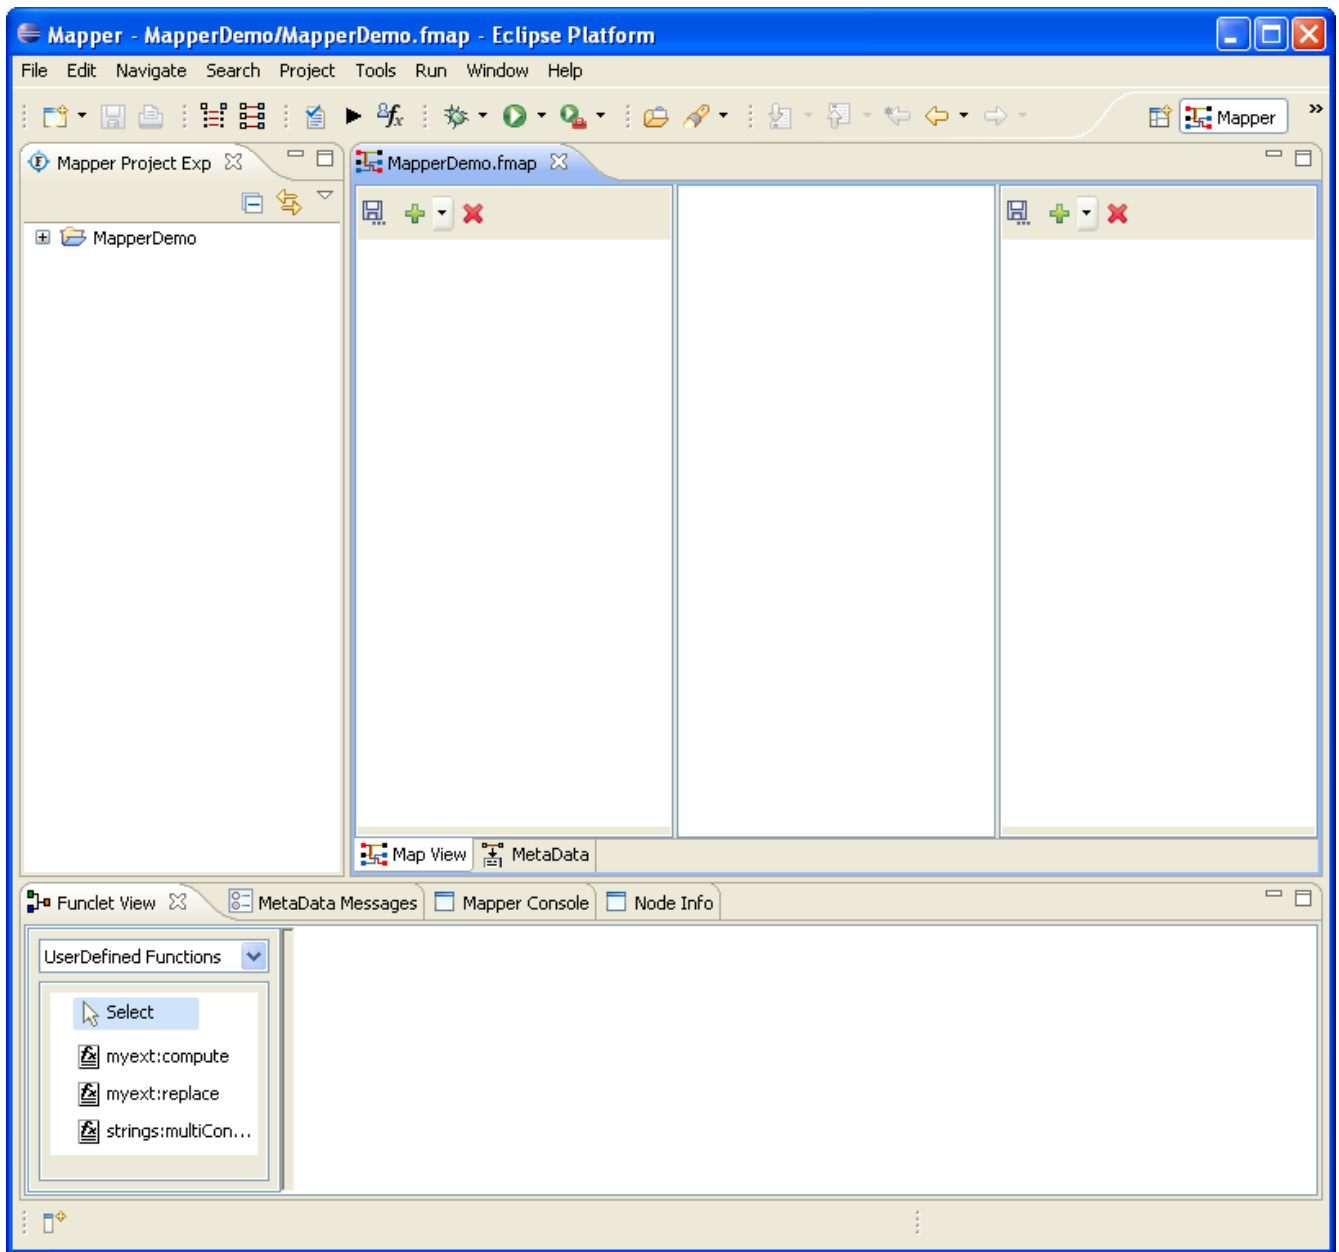 Mapper - MapperDemo/MapperDemo.fmap - Eclipse Platform
File Edit Navigate Search Project Tools Run Window Help
Mapper
Mapper Project Exp
MapperDemo.fmap
MapperDemo
Map View
MetaData
Funclet View
MetaData Messages
Mapper Console
Node Info
UserDefined Functions
Select
myext:compute
myext:replace
strings:multiCon...